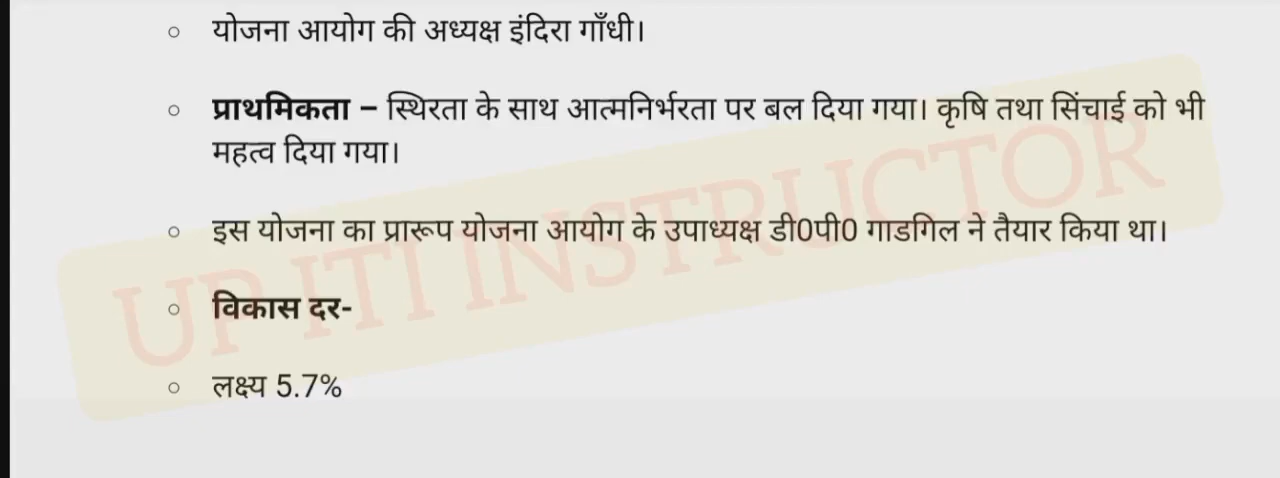 योजना आयोग की अध्यक्ष इंदिरा गाँधी।
प्राथमिकता – स्थिरता के साथ आत्मनिर्भरता पर बल दिया गया। कृषि तथा सिंचाई को भी
महत्व दिया गया।
इस योजना का प्रारूप योजना आयोग के उपाध्यक्ष डी0पी0 गाडगिल ने तैयार किया था।
विकास दर-
लक्ष्य 5.7%
UP ITI INSTRUCTOR